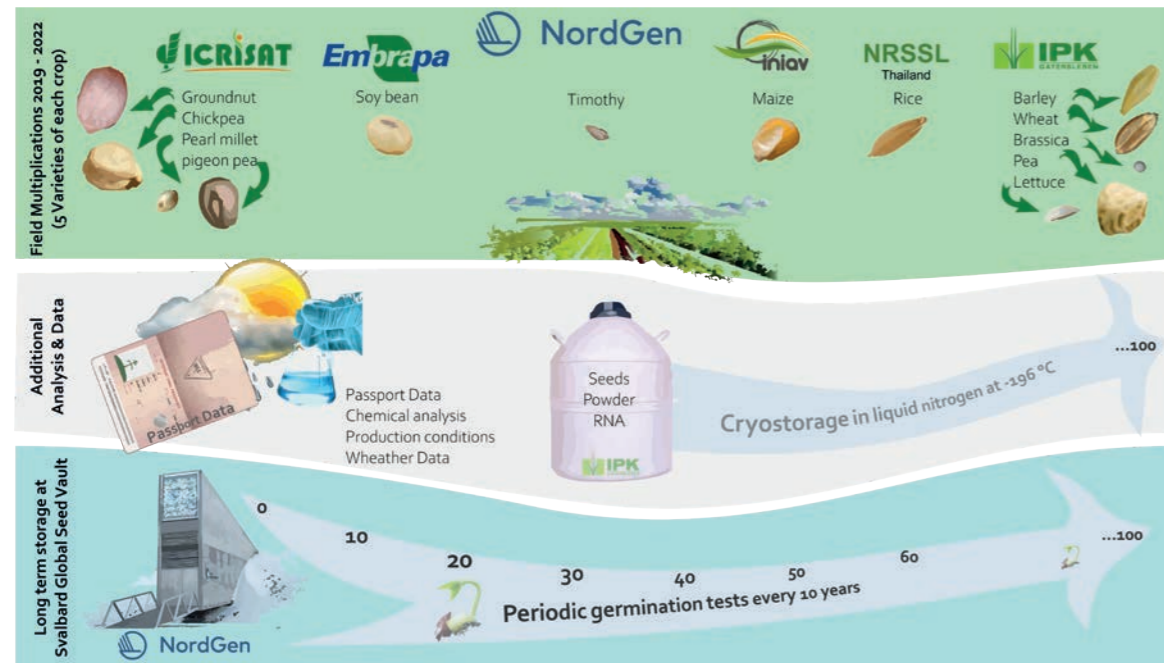 Field Multiplications 2019 - 2022
(5 Varieties of each crop)
ICRISAT
Groundnut
Chickpea
Pearl millet
pigeon pea
Embrapa
Soy bean
NordGen
Timothy
iniav
Maize
NRSSL
Thailand
Rice
IPK
GATERSLEBEN
Barley
Wheat
Brassica
Pea
Lettuce
Additional
Analysis & Data
Passport Data
Passport Data
Chemical analysis
Production conditions
Wheather Data
Seeds
Powder
RNA
IPK
Cryostorage in liquid nitrogen at -196 °C
...100
Long term storage at
Svalbard Global Seed Vault
NordGen
0
10
20
30
40
50
60
...100
Periodic germination tests every 10 years